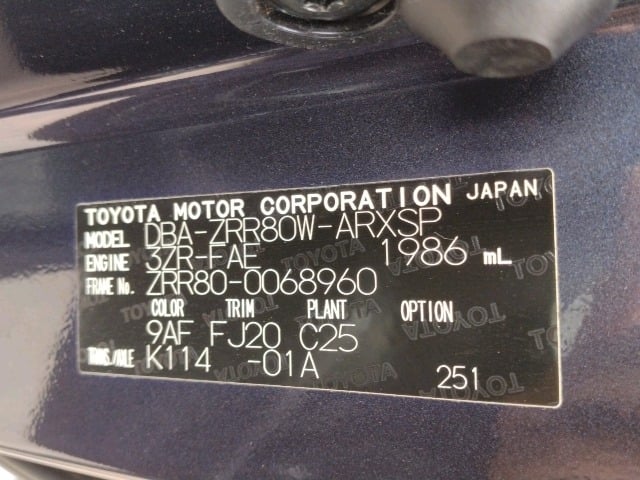 TOYOTA MOTOR CORPORATION JAPAN
MODEL DBA-ZRR80W-ARXSP
ENGINE 3ZR-FAE 1986 mL
FRAME No. ZRR80-0068960
COLOR TRIM PLANT OPTION
9AF FJ20 C25
TRANS./AXLE K114 -01A
251